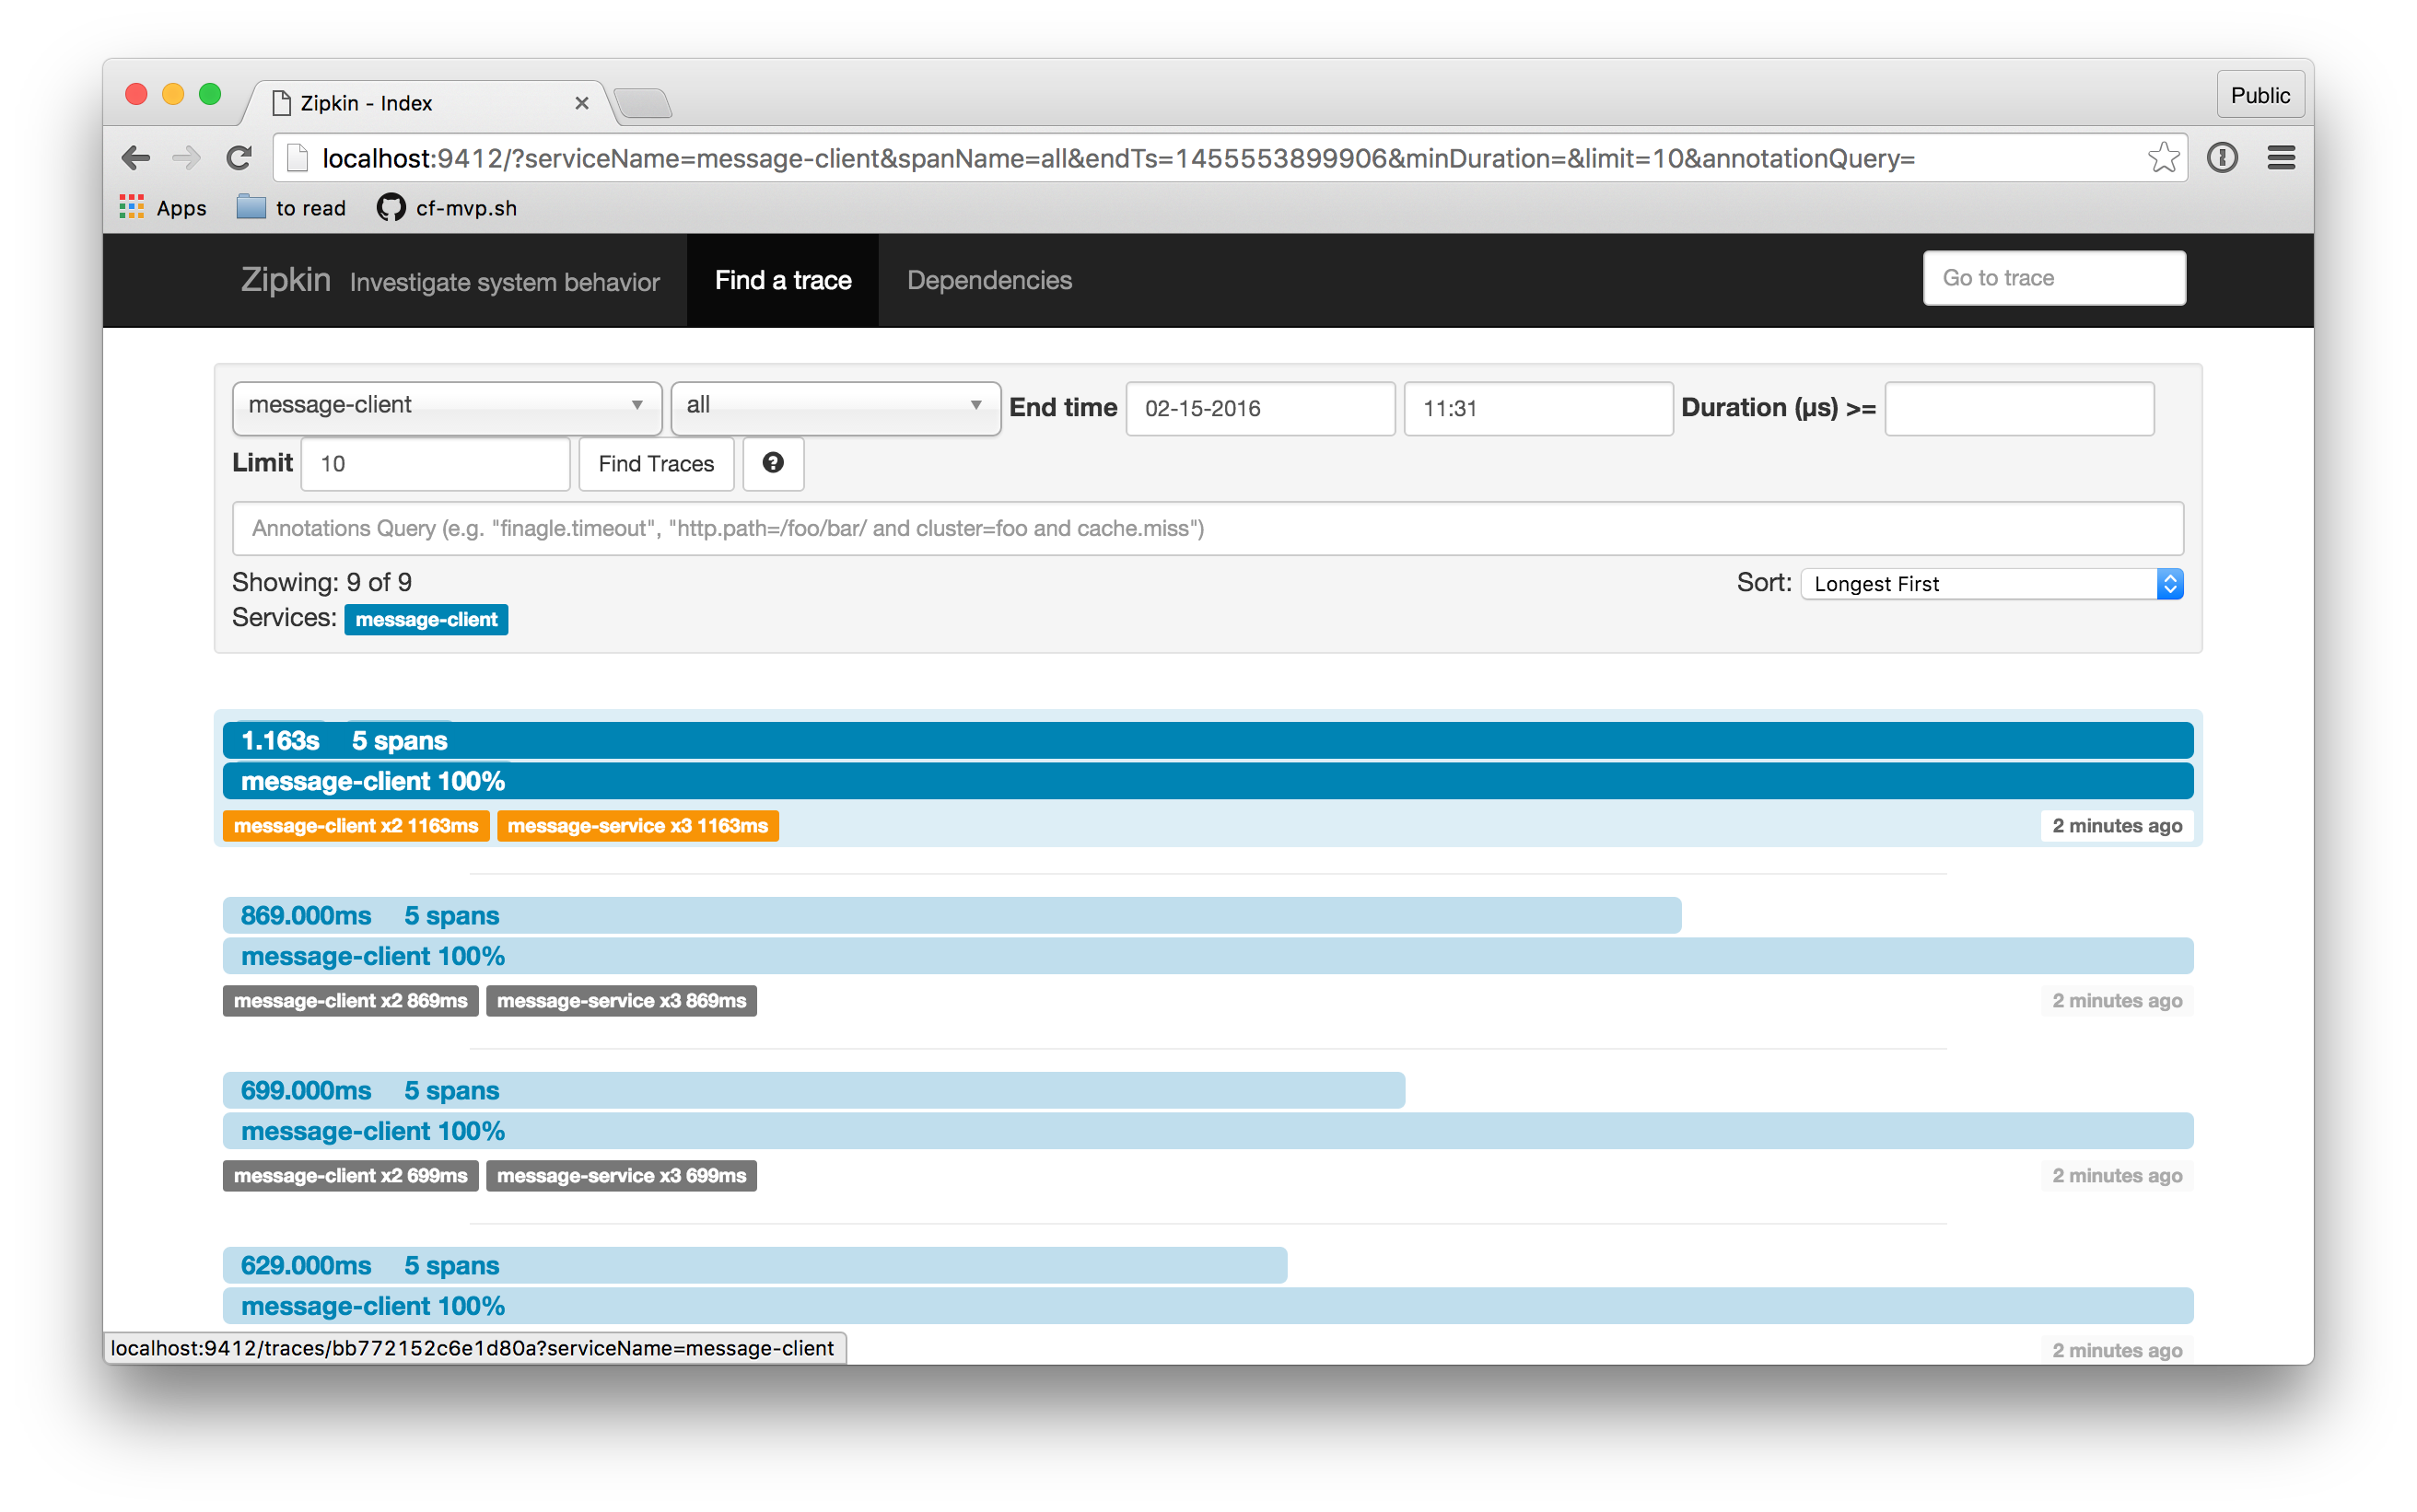 Zipkin - Index
Public
localhost:9412/?serviceName=message-client&spanName=all&endTs=1455553899906&minDuration=&limit=10&annotationQuery=
Apps to read cf-mvp.sh
Zipkin Investigate system behavior Find a trace Dependencies Go to trace
message-client all End time 02-15-2016 11:31 Duration (µs) >=
Limit 10 Find Traces
Annotations Query (e.g. "finagle.timeout", "http.path=/foo/bar/ and cluster=foo and cache.miss")
Showing: 9 of 9 Sort: Longest First
Services: message-client
1.163s 5 spans
message-client 100%
message-client x2 1163ms message-service x3 1163ms 2 minutes ago
869.000ms 5 spans
message-client 100%
message-client x2 869ms message-service x3 869ms 2 minutes ago
699.000ms 5 spans
message-client 100%
message-client x2 699ms message-service x3 699ms 2 minutes ago
629.000ms 5 spans
message-client 100%
2 minutes ago
localhost:9412/traces/bb772152c6e1d80a?serviceName=message-client